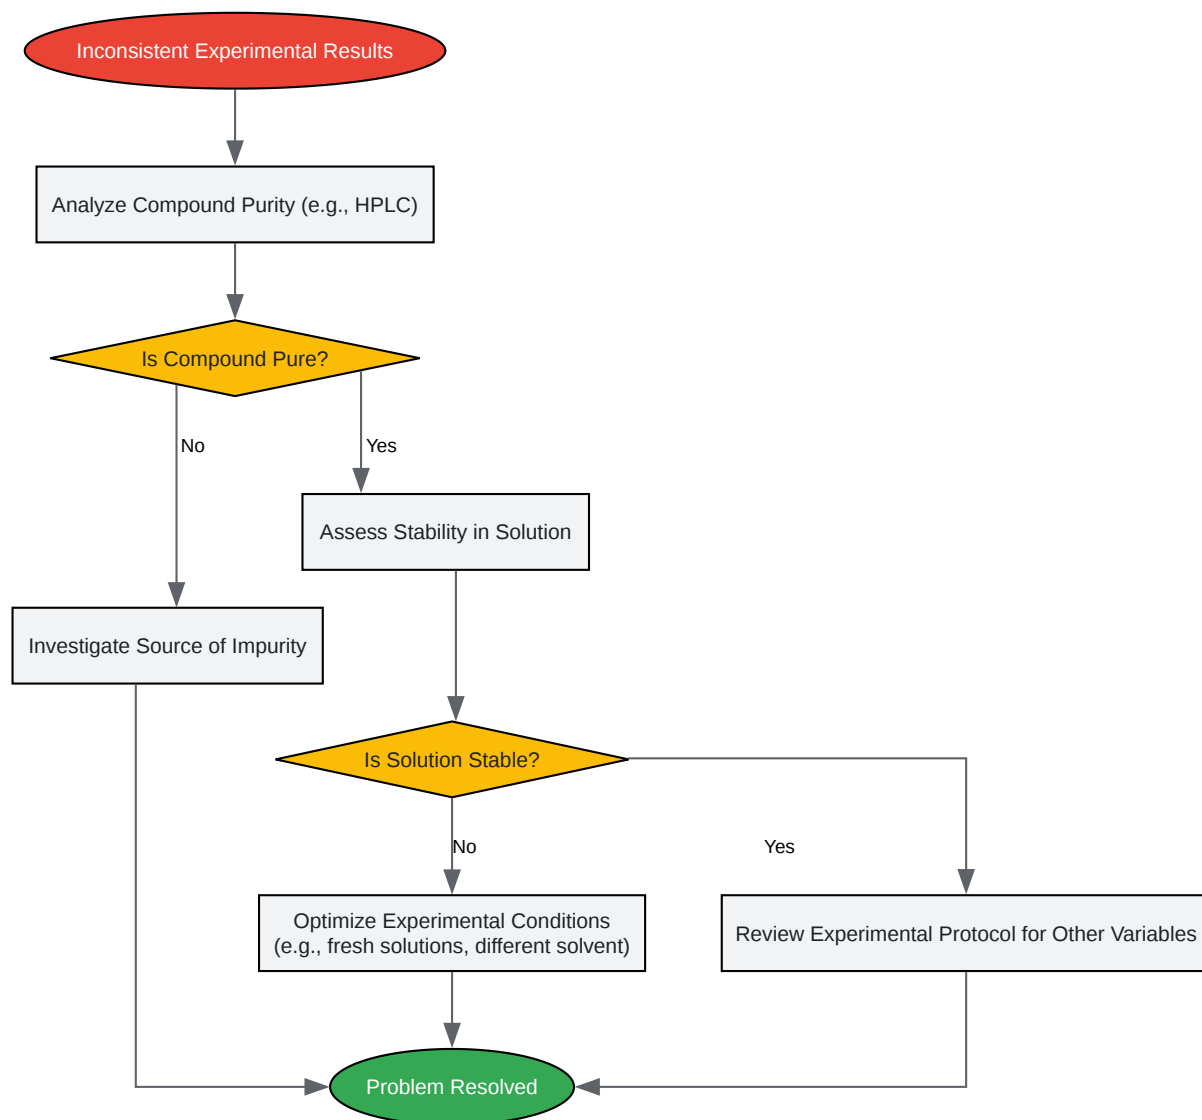 Inconsistent Experimental Results
Analyze Compound Purity (e.g., HPLC)
Is Compound Pure?
No
Yes
Assess Stability in Solution
Investigate Source of Impurity
Is Solution Stable?
No
Yes
Optimize Experimental Conditions
(e.g., fresh solutions, different solvent)
Review Experimental Protocol for Other Variables
Problem Resolved